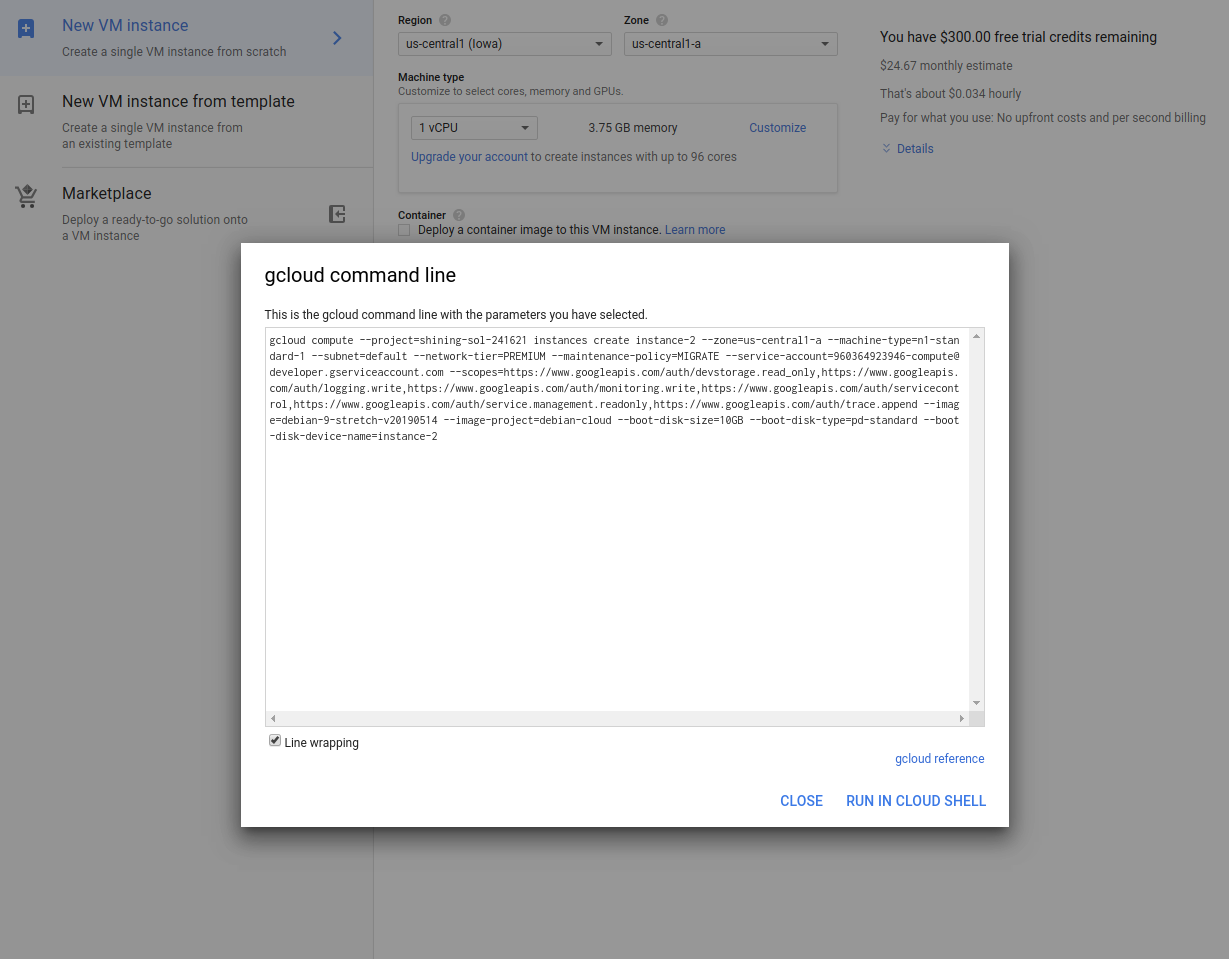 New VM instance
Create a single VM instance from scratch
New VM instance from template
Create a single VM instance from
an existing template
Marketplace
Deploy a ready-to-go solution onto
a VM instance
Region ?
Zone ?
us-central1 (Iowa)
us-central1-a
Machine type
Customize to select cores, memory and GPUs.
1 vCPU
3.75 GB memory
Customize
Upgrade your account to create instances with up to 96 cores
Container ?
Deploy a container image to this VM instance. Learn more
You have $300.00 free trial credits remaining
$24.67 monthly estimate
That's about $0.034 hourly
Pay for what you use: No upfront costs and per second billing
Details
gcloud command line
This is the gcloud command line with the parameters you have selected.
gcloud compute --project=shining-sol-241621 instances create instance-2 --zone=us-central1-a --machine-type=n1-stan
dard-1 --subnet=default --network-tier=PREMIUM --maintenance-policy=MIGRATE --service-account=960364923946-compute@
developer.gserviceaccount.com --scopes=https://www.googleapis.com/auth/devstorage.read_only,https://www.googleapis.
com/auth/logging.write,https://www.googleapis.com/auth/monitoring.write,https://www.googleapis.com/auth/servicecont
rol,https://www.googleapis.com/auth/service.management.readonly,https://www.googleapis.com/auth/trace.append --imag
e=debian-9-stretch-v20190514 --image-project=debian-cloud --boot-disk-size=10GB --boot-disk-type=pd-standard --boot
-disk-device-name=instance-2
Line wrapping
gcloud reference
CLOSE
RUN IN CLOUD SHELL